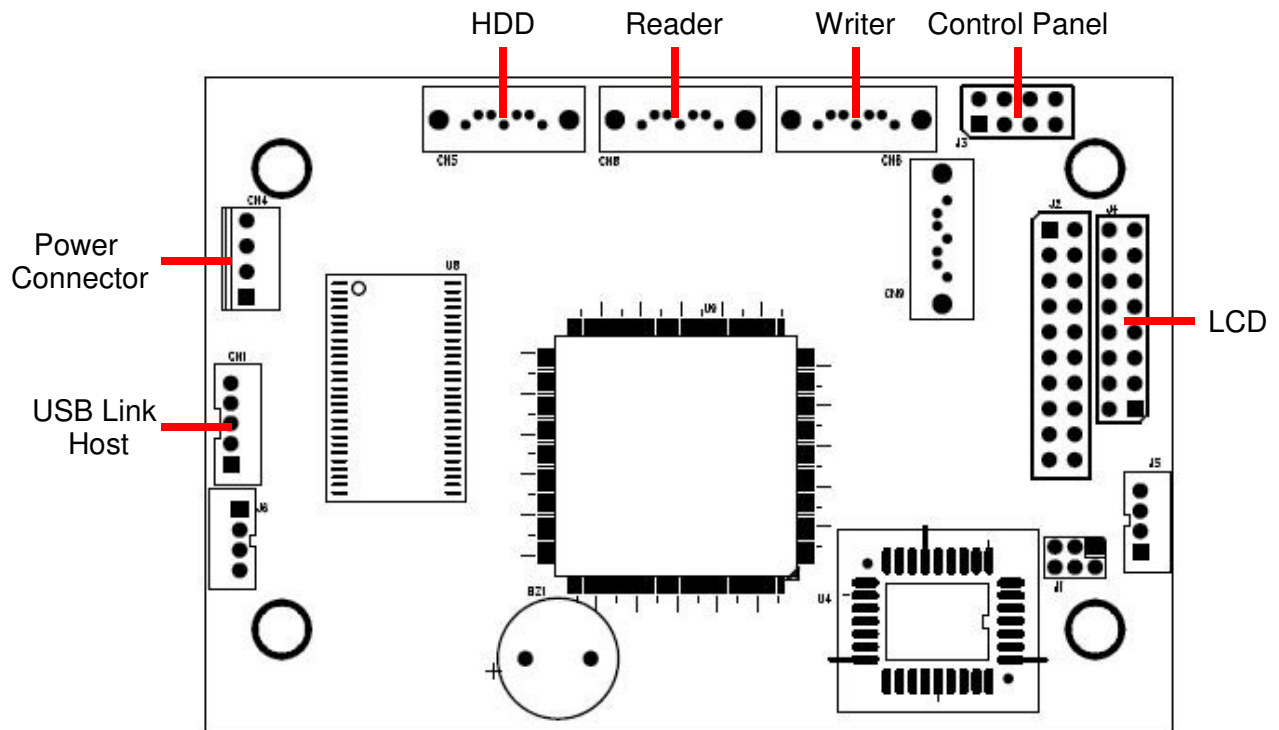 HDD
Reader
Writer
Control Panel
CN5
CN8
CN6
J3
CN4
Power
Connector
J2
J4
U8
CN9
U9
LCD
CN1
USB Link
Host
J5
J6
J1
BZ1
U4